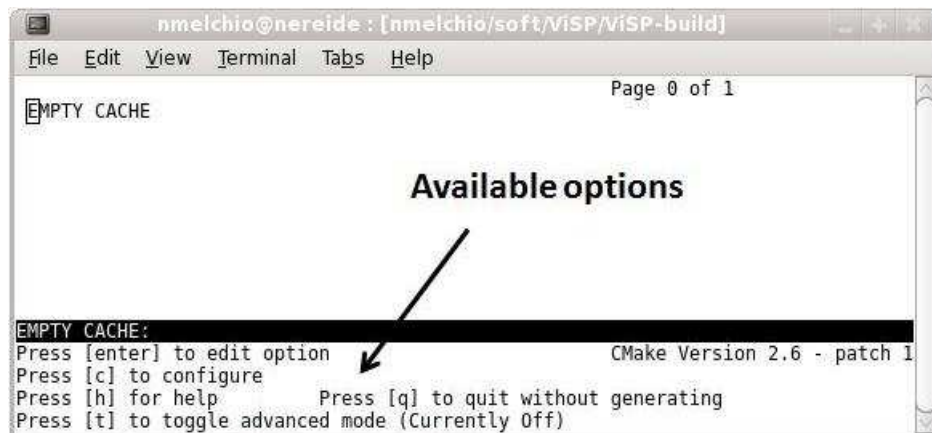 nmelchio@nereide : [nmelchio/soft/ViSP/ViSP-build]
File Edit View Terminal Tabs Help
Page 0 of 1
EMPTY CACHE
Available options
EMPTY CACHE:
Press [enter] to edit option CMake Version 2.6 - patch 1
Press [c] to configure
Press [h] for help Press [q] to quit without generating
Press [t] to toggle advanced mode (Currently Off)